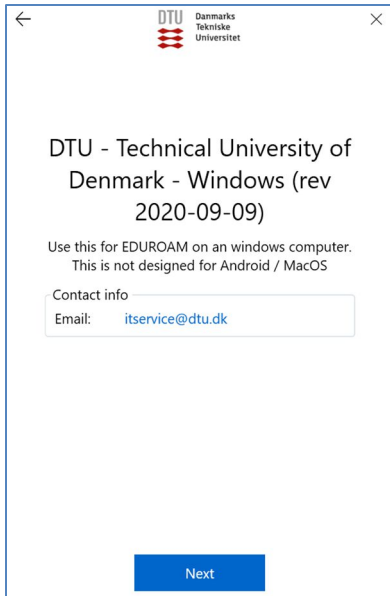 DTU
Danmarks
Tekniske
Universitet
DTU - Technical University of
Denmark - Windows (rev
2020-09-09)
Use this for EDUROAM on an windows computer.
This is not designed for Android / MacOS
Contact info
Email: itservice@dtu.dk
Next